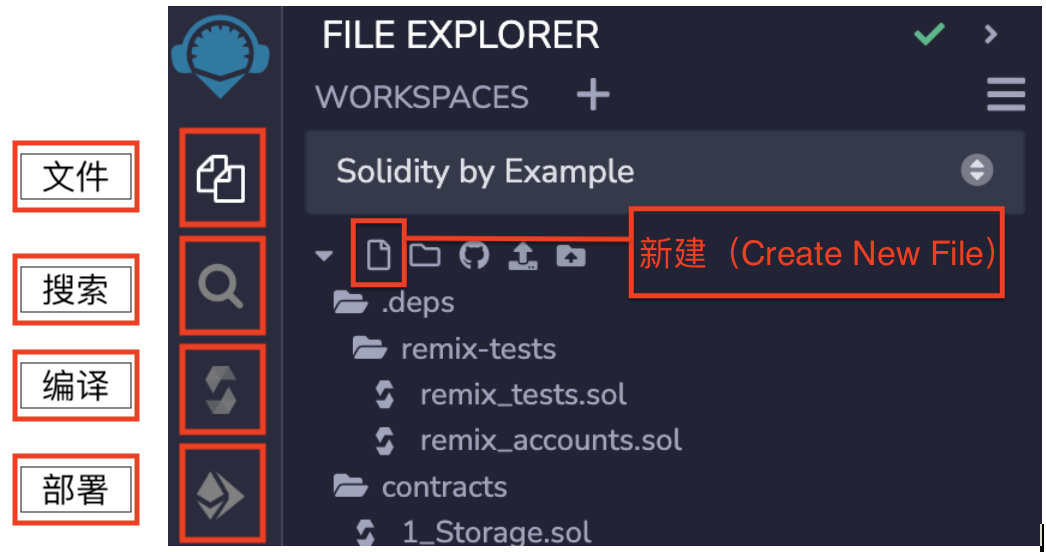 FILE EXPLORER
WORKSPACES
文件
Solidity by Example
新建（Create New File）
搜索
.deps
remix-tests
编译
remix_tests.sol
remix_accounts.sol
部署
contracts
1_Storage.sol